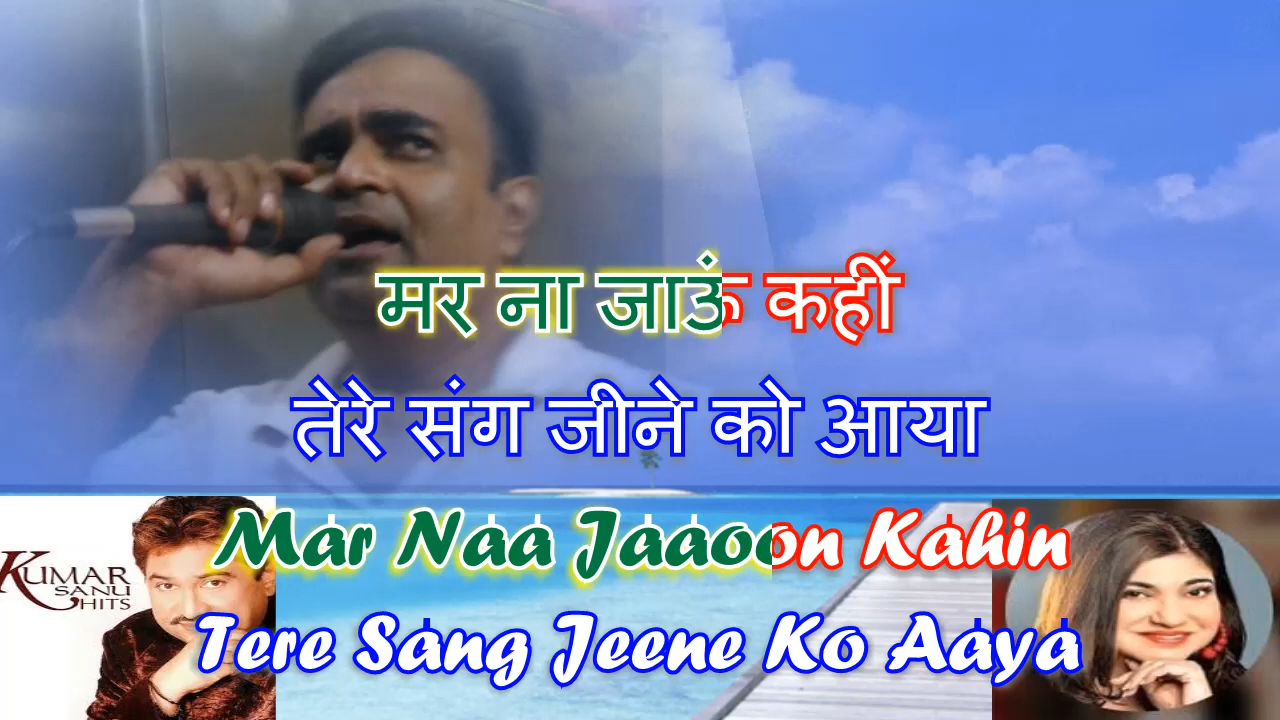 मर ना जाऊं कहीं
तेरे संग जीने को आया
Mar Naa Jaaoon Kahin
KUMAR
SANU
HITS
Tere Sang Jeene Ko Aaya